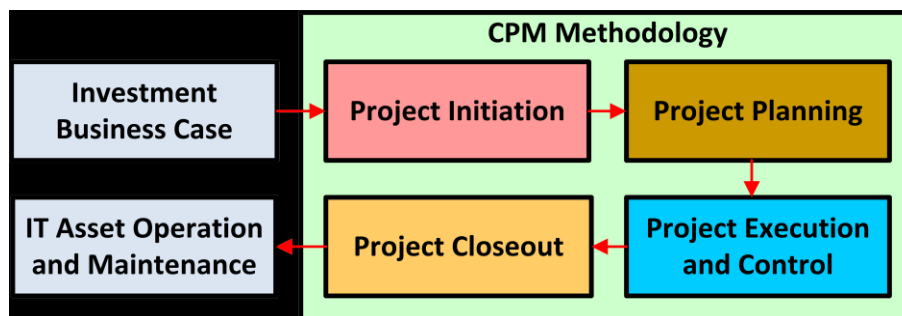 CPM Methodology
Investment
Business Case
Project Initiation
Project Planning
IT Asset Operation
and Maintenance
Project Closeout
Project Execution
and Control